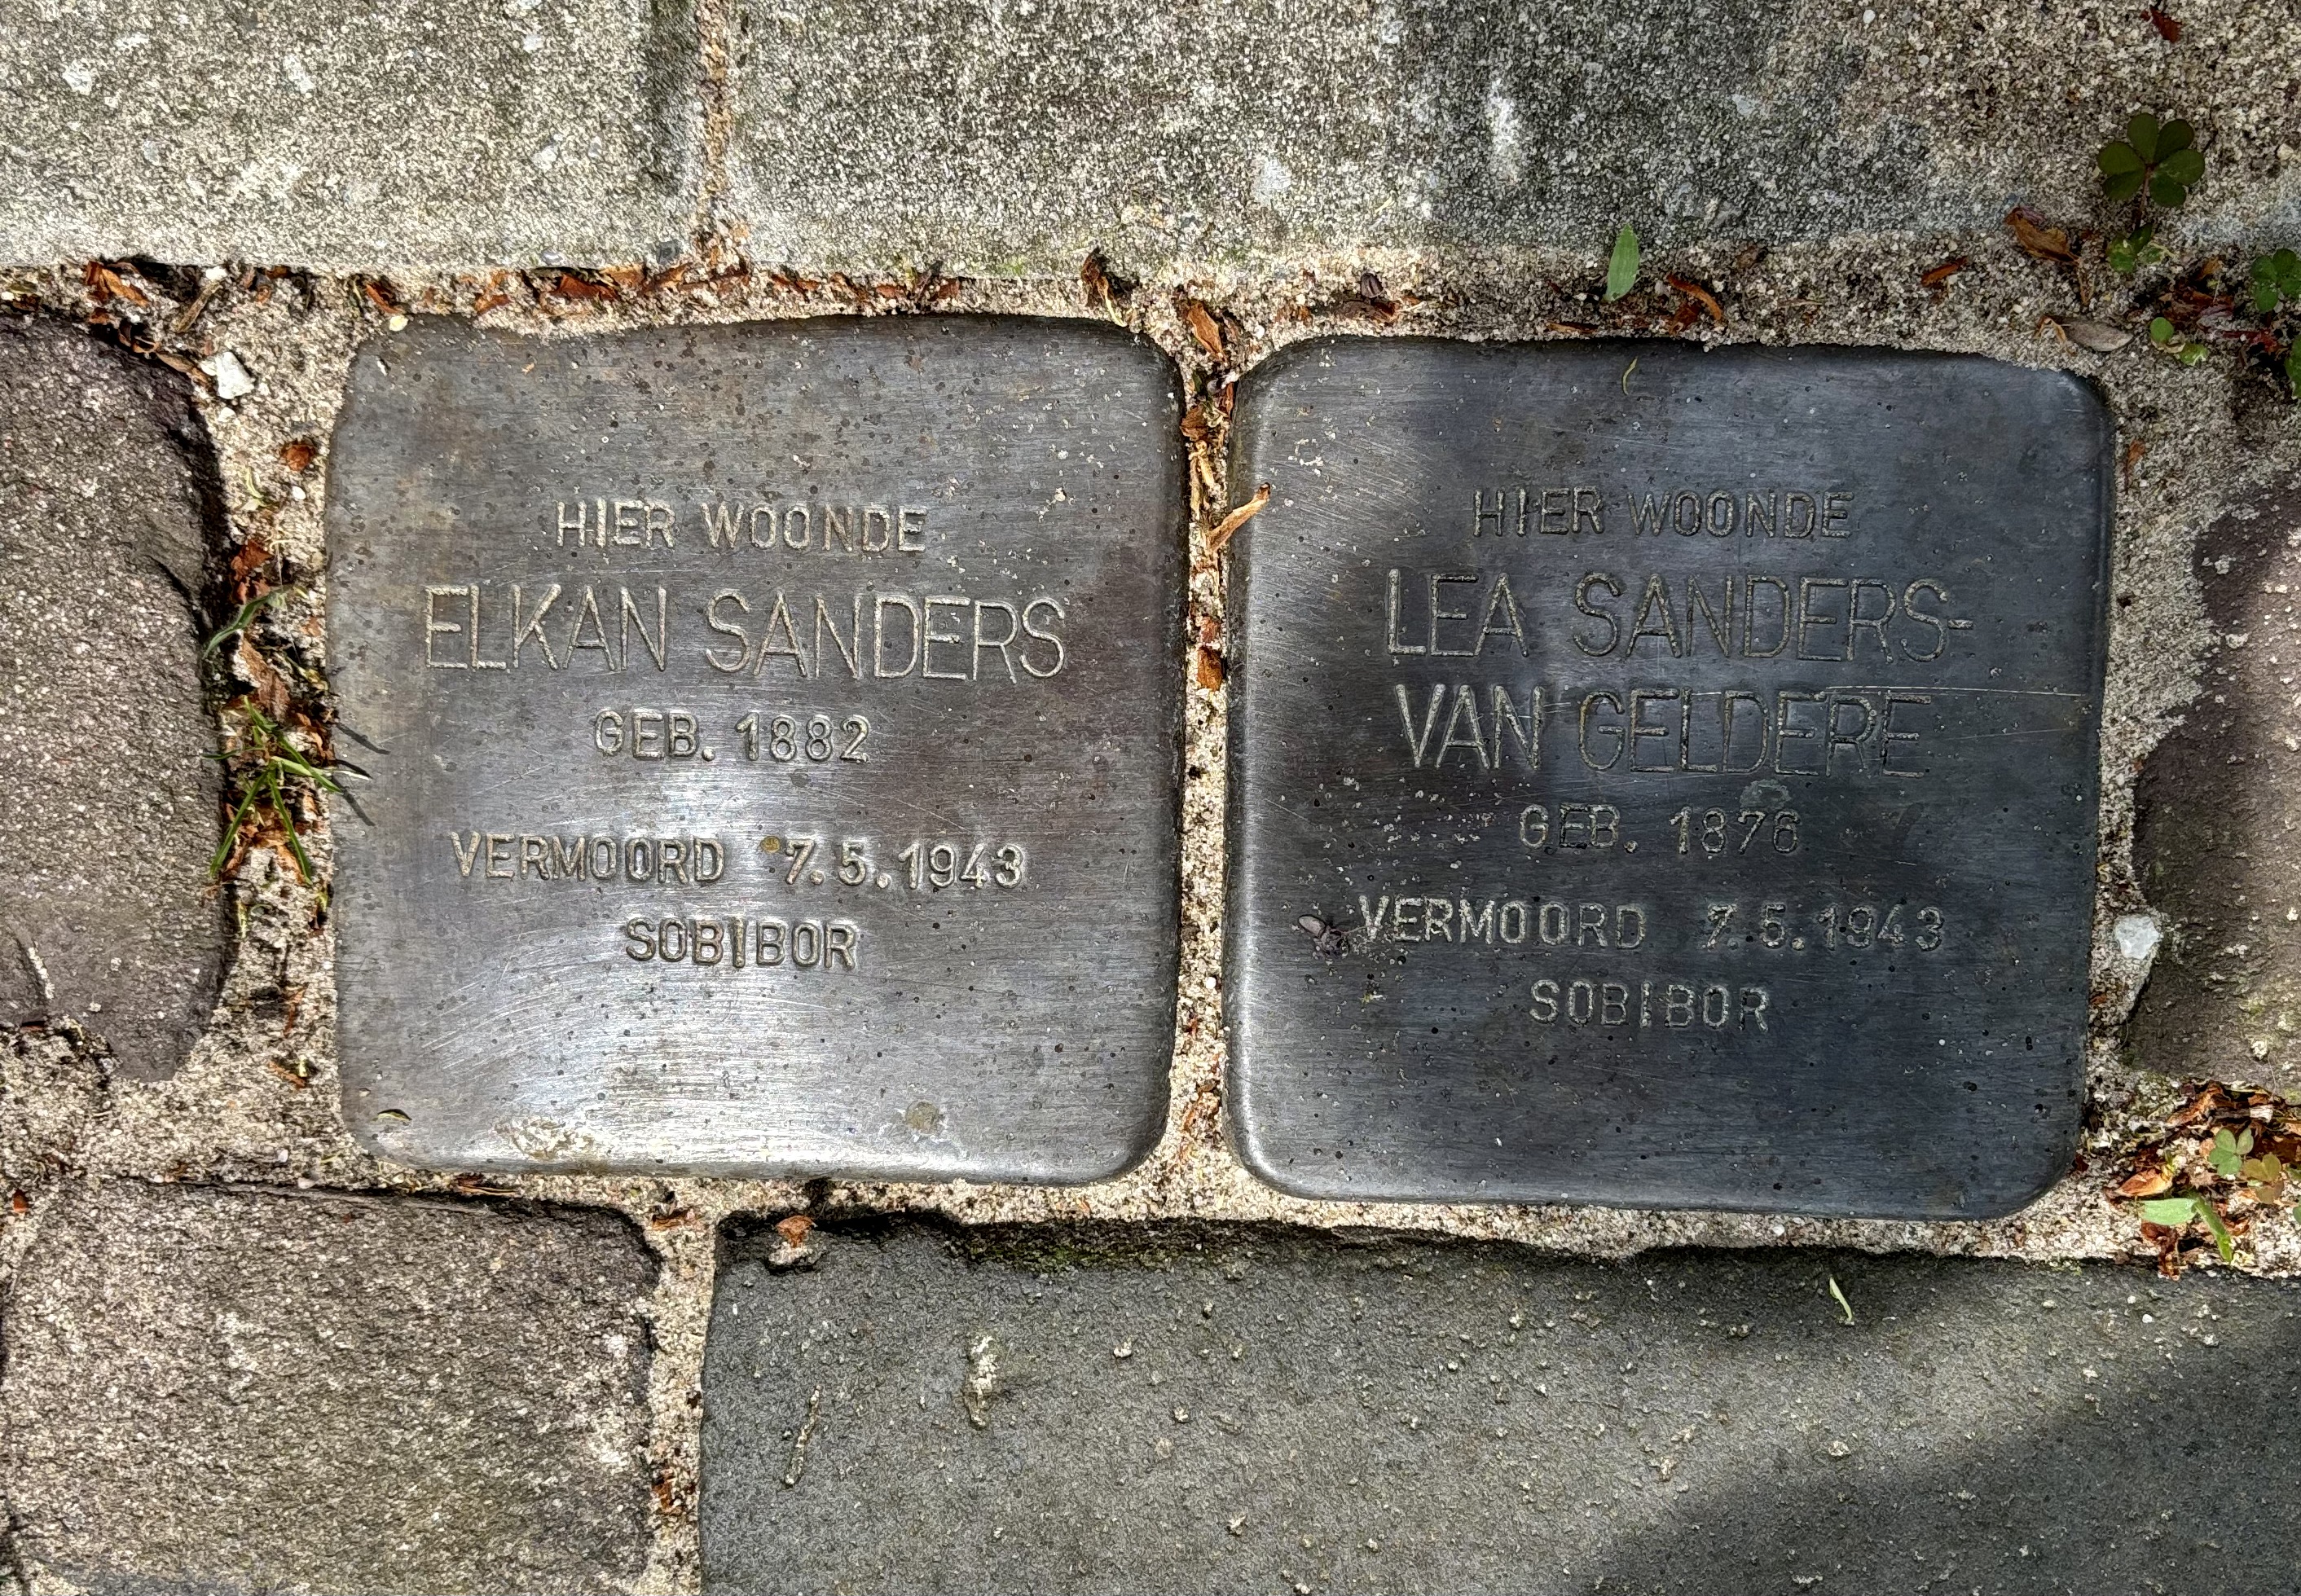 HIER WOONDE
ELKAN SANDERS
GEB. 1882
VERMOORD 7.5.1943
SOBIBOR
HIER WOONDE
LEA SANDERS-
VAN GELDERE
GEB. 1876
VERMOORD 7.5.1943
SOBIBOR